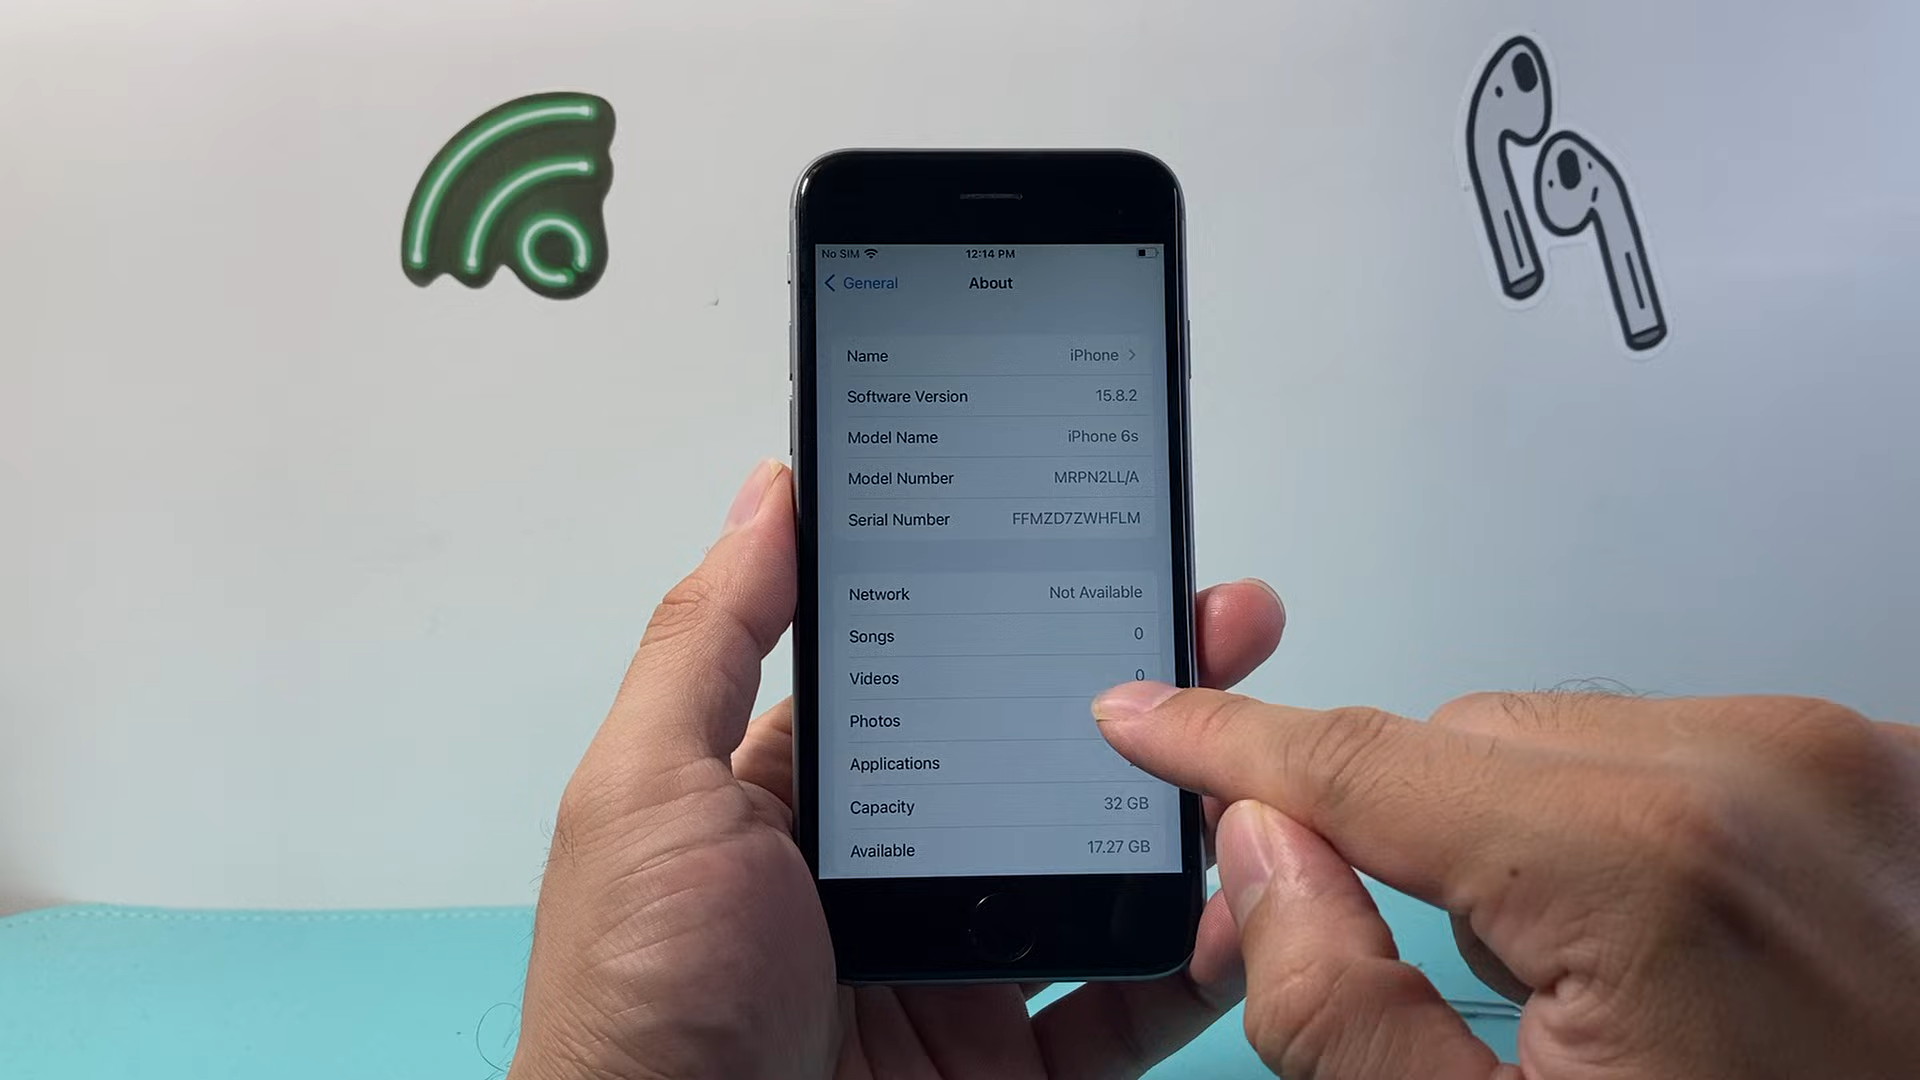 No SIM 12:14 PM
General About
Name iPhone
Software Version 15.8.2
Model Name iPhone 6s
Model Number MRPN2LL/A
Serial Number FFMZD7ZWHFLM
Network Not Available
Songs 0
Videos 0
Photos
Applications
Capacity 32 GB
Available 17.27 GB